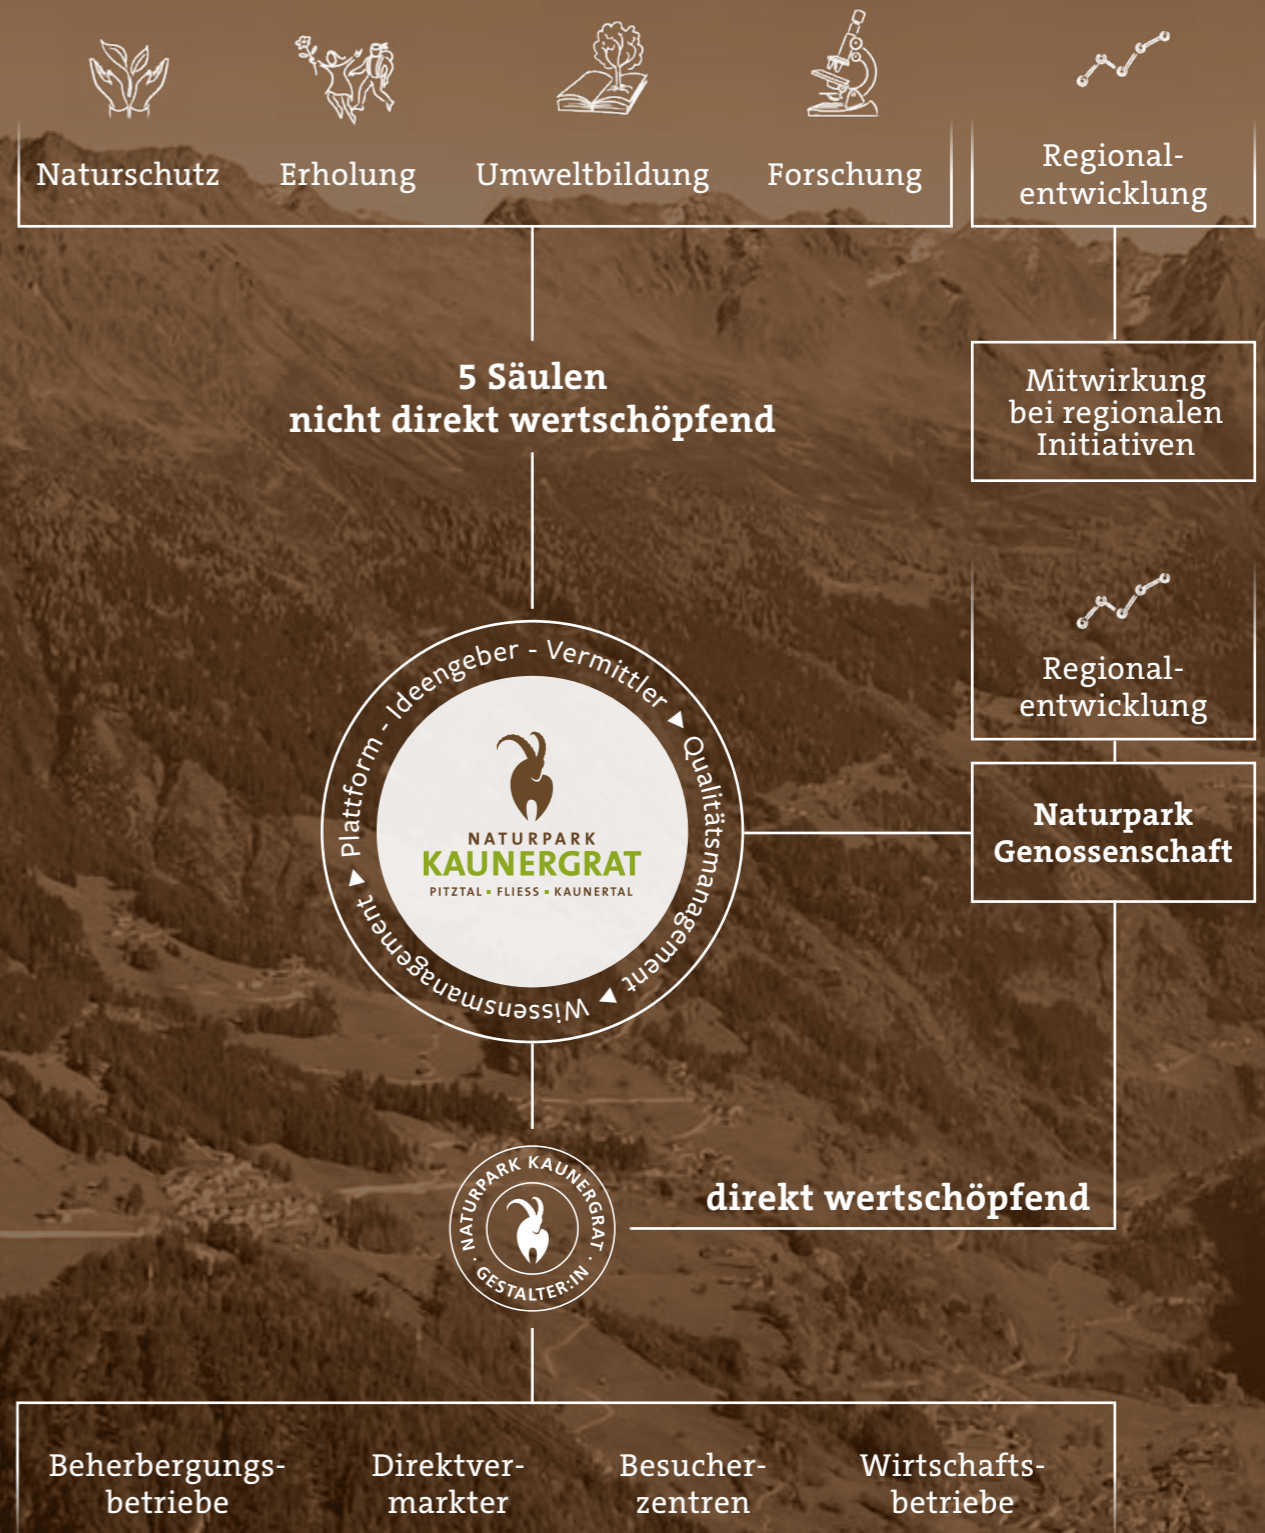 Naturschutz
Erholung
Umweltbildung
Forschung
Regional-
entwicklung
5 Säulen
nicht direkt wertschöpfend
Mitwirkung
bei regionalen
Initiativen
Regional-
entwicklung
Naturpark
Genossenschaft
Plattform - Ideengeber - Vermittler ▶ Qualitätsmanagement ▶ Wissensmanagement ▶
NATURPARK
KAUNERGRAT
PITZTAL ▪ FLIESS ▪ KAUNERTAL
direkt wertschöpfend
· NATURPARK KAUNERGRAT ·
GESTALTER:IN
Beherbergungs-
betriebe
Direktver-
markter
Besucher-
zentren
Wirtschafts-
betriebe